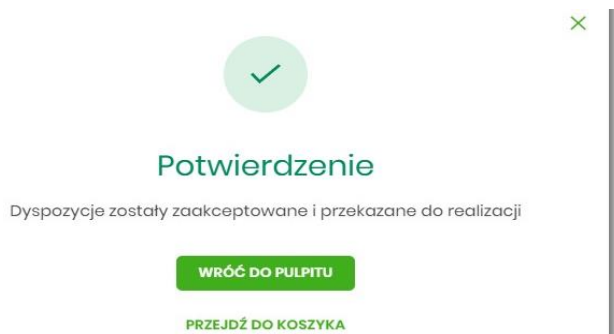 Potwierdzenie
Dyspozycje zostały zaakceptowane i przekazane do realizacji
WRÓĆ DO PULPITU
PRZEJDŹ DO KOSZYKA